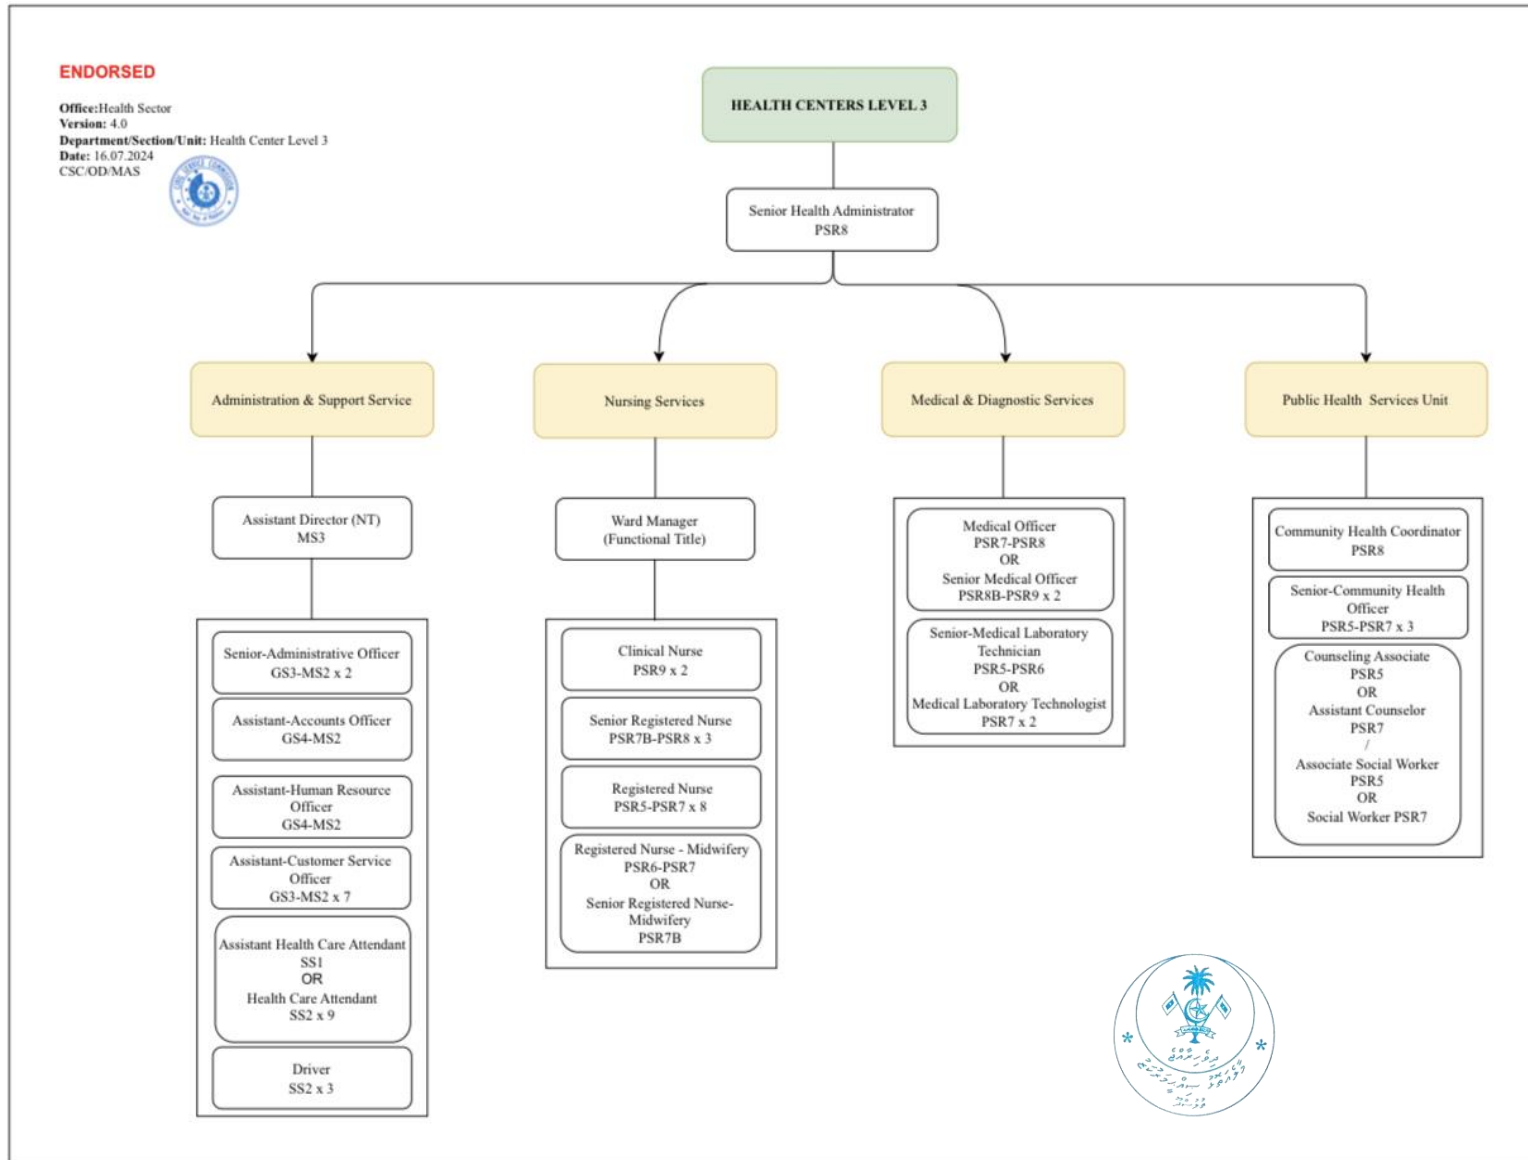 ENDORSED
Office:Health Sector
Version: 4.0
Department/Section/Unit: Health Center Level 3
Date: 16.07.2024
CSC/OD/MAS
CIVIL SERVICE COMMISSION
HEALTH CENTERS LEVEL 3
Senior Health Administrator
PSR8
Administration & Support Service
Assistant Director (NT)
MS3
Senior-Administrative Officer
GS3-MS2 x 2
Assistant-Accounts Officer
GS4-MS2
Assistant-Human Resource
Officer
GS4-MS2
Assistant-Customer Service
Officer
GS3-MS2 x 7
Assistant Health Care Attendant
SS1
OR
Health Care Attendant
SS2 x 9
Driver
SS2 x 3
Nursing Services
Ward Manager
(Functional Title)
Clinical Nurse
PSR9 x 2
Senior Registered Nurse
PSR7B-PSR8 x 3
Registered Nurse
PSR5-PSR7 x 8
Registered Nurse - Midwifery
PSR6-PSR7
OR
Senior Registered Nurse-
Midwifery
PSR7B
Medical & Diagnostic Services
Medical Officer
PSR7-PSR8
OR
Senior Medical Officer
PSR8B-PSR9 x 2
Senior-Medical Laboratory
Technician
PSR5-PSR6
OR
Medical Laboratory Technologist
PSR7 x 2
Public Health Services Unit
Community Health Coordinator
PSR8
Senior-Community Health
Officer
PSR5-PSR7 x 3
Counseling Associate
PSR5
OR
Assistant Counselor
PSR7
/
Associate Social Worker
PSR5
OR
Social Worker PSR7
ދިވެހިރާއްޖެ